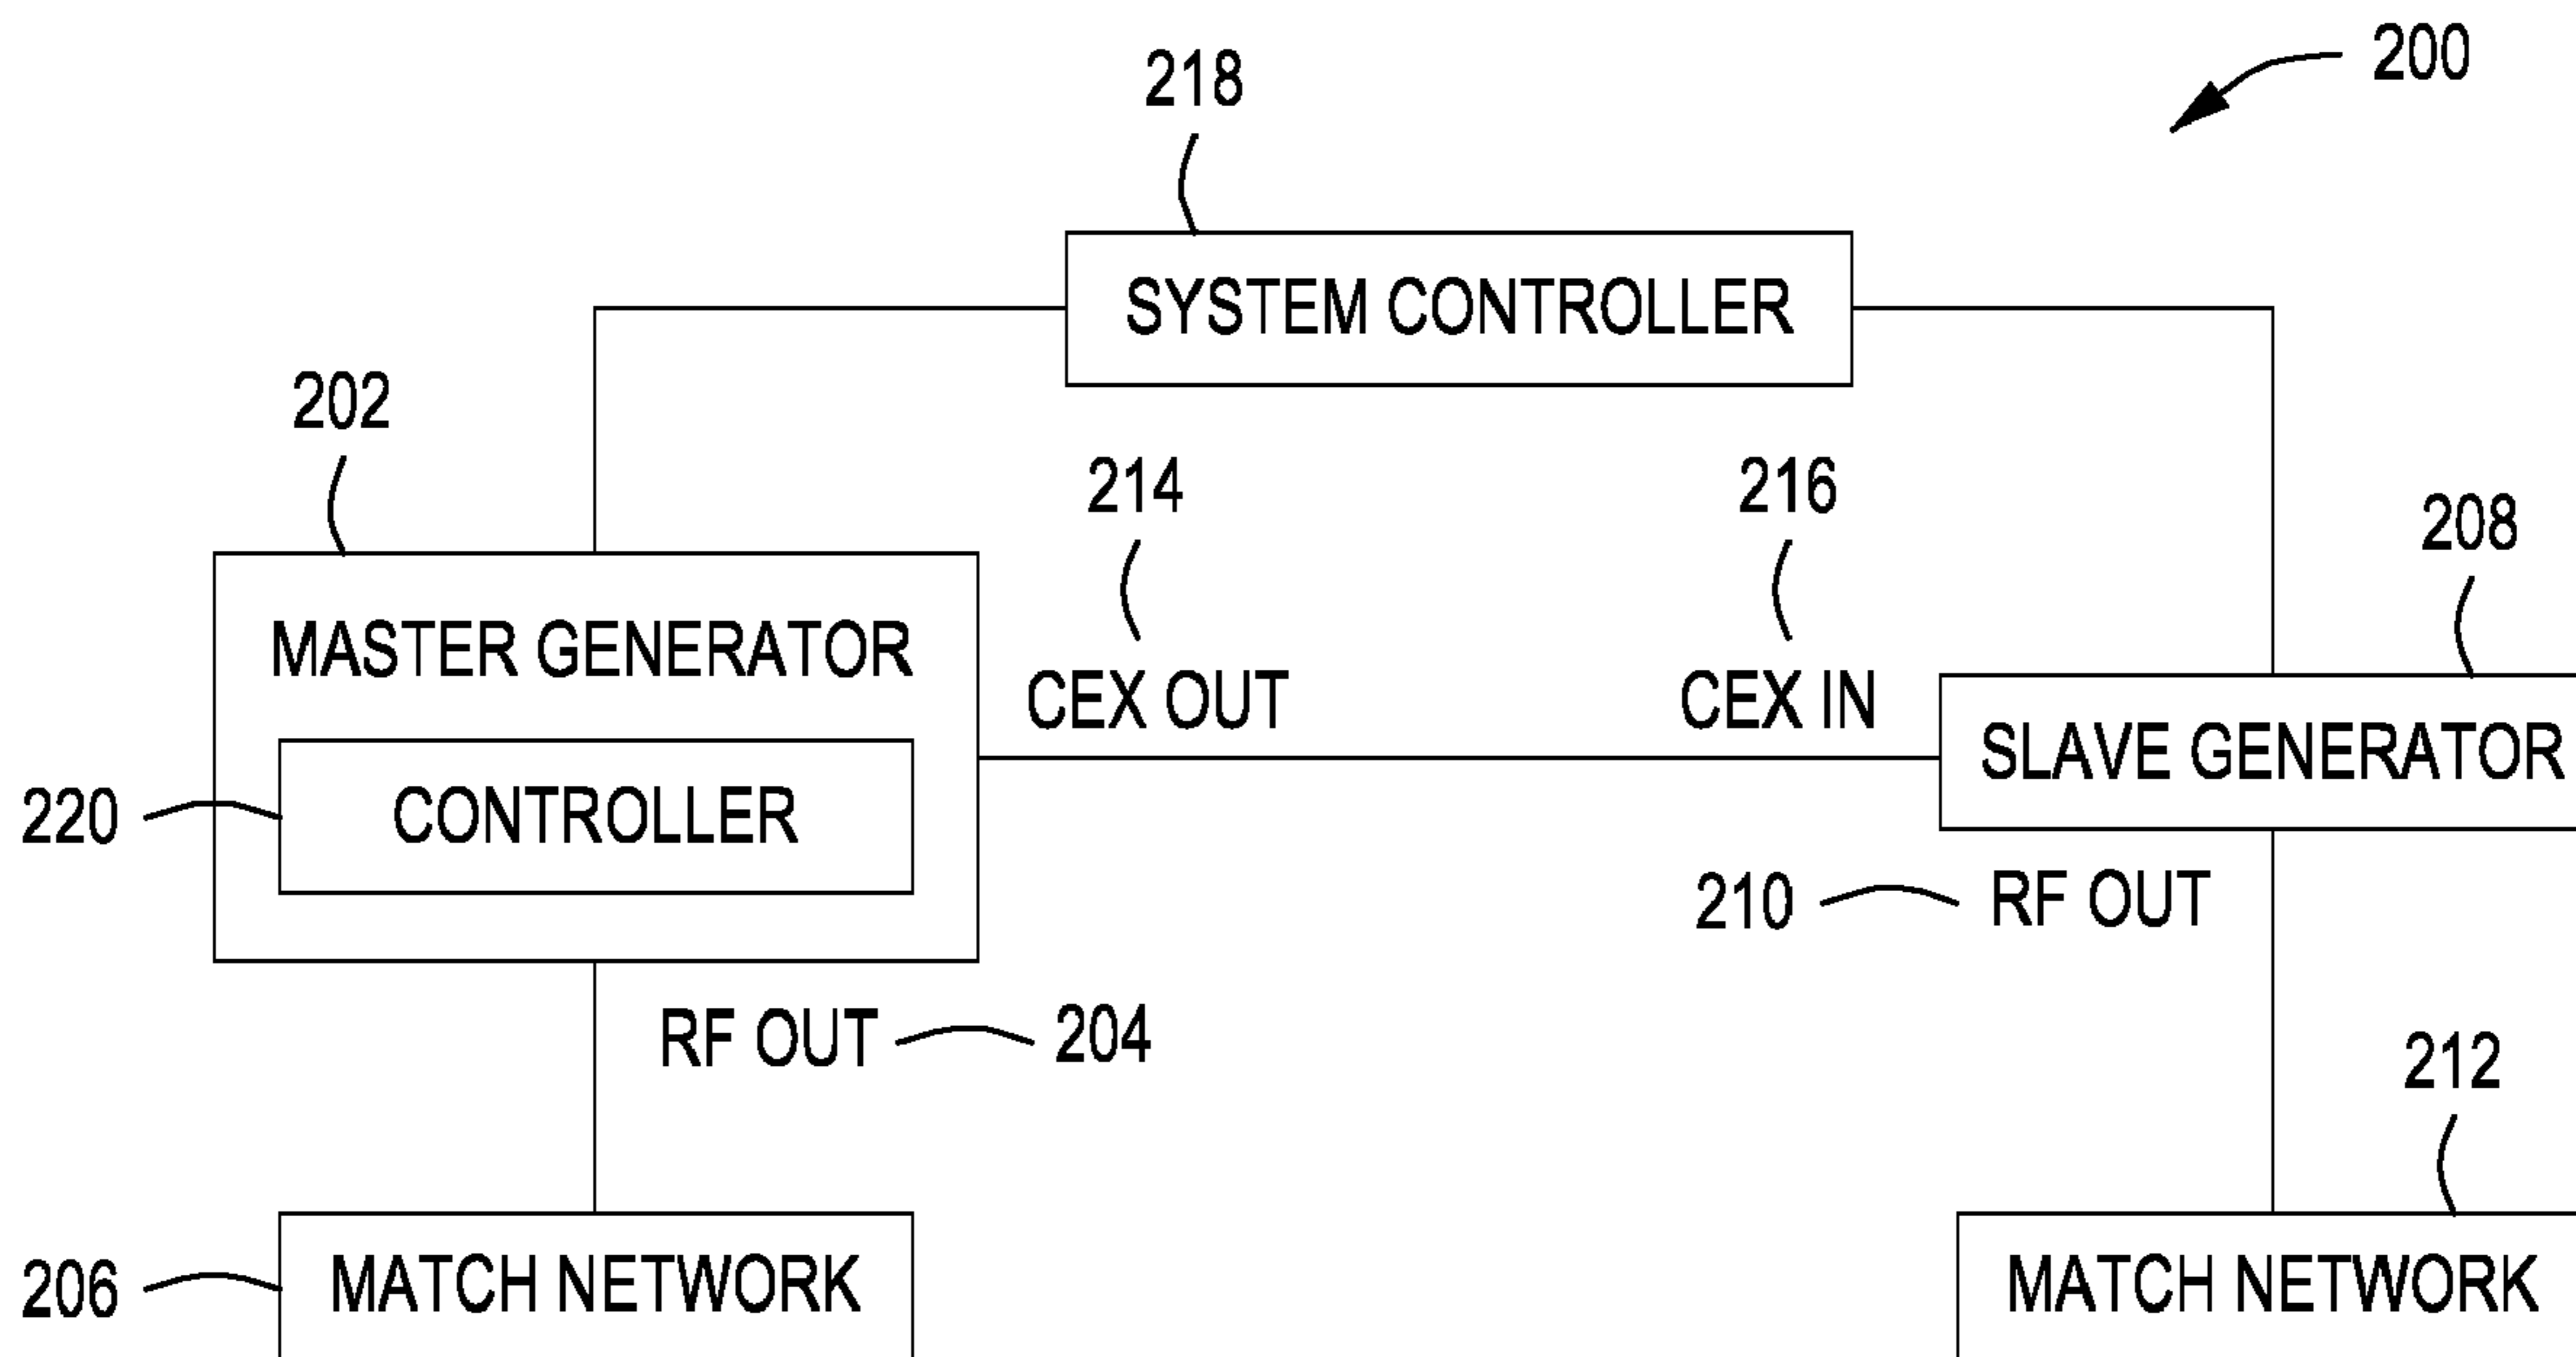 200
218
SYSTEM CONTROLLER
202
214
216
208
MASTER GENERATOR
CEX OUT
CEX IN
SLAVE GENERATOR
220
CONTROLLER
210
RF OUT
RF OUT
204
212
206
MATCH NETWORK
MATCH NETWORK